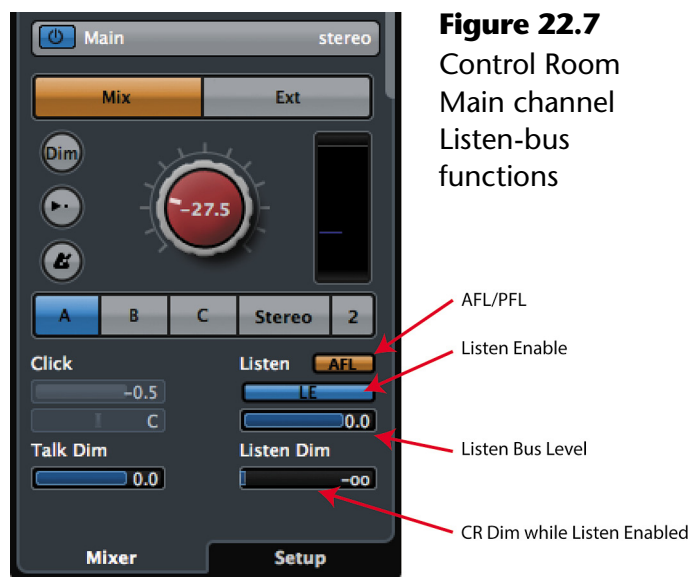 Main stereo
Mix Ext
Dim
-27.5
A B C Stereo 2
Click Listen AFL
-0.5 LE
C 0.0
Talk Dim Listen Dim
0.0 -oo
Mixer Setup
Figure 22.7
Control Room
Main channel
Listen-bus
functions
AFL/PFL
Listen Enable
Listen Bus Level
CR Dim while Listen Enabled